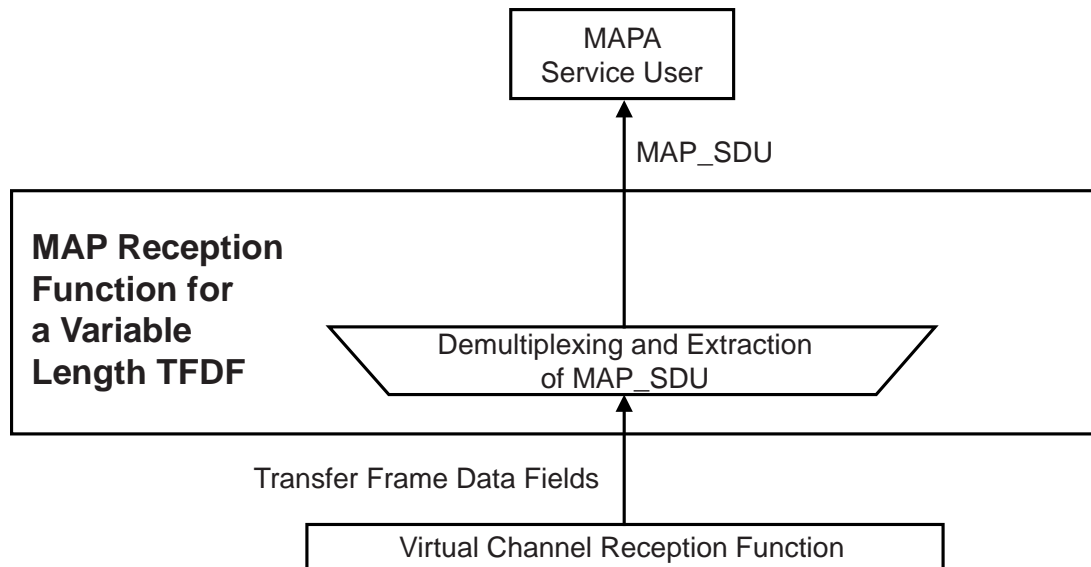 MAPA
Service User
MAP_SDU
MAP Reception
Function for
a Variable
Length TFDF
Demultiplexing and Extraction
of MAP_SDU
Transfer Frame Data Fields
Virtual Channel Reception Function